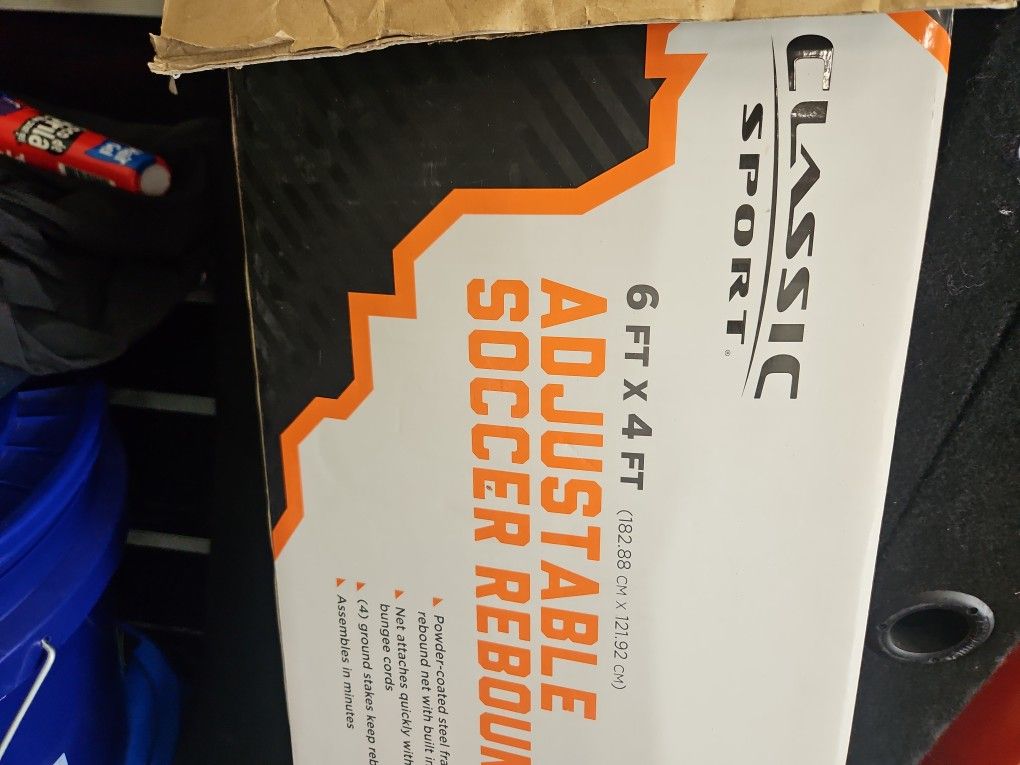 CLASSIC
SPORT®
6 FT X 4 FT (182.88 CM X 121.92 CM)
ADJUSTABLE
SOCCER REBOUN
Powder-coated steel fra
rebound net with built in
Net attaches quickly with
bungee cords
(4) ground stakes keep reb
Assembles in minutes